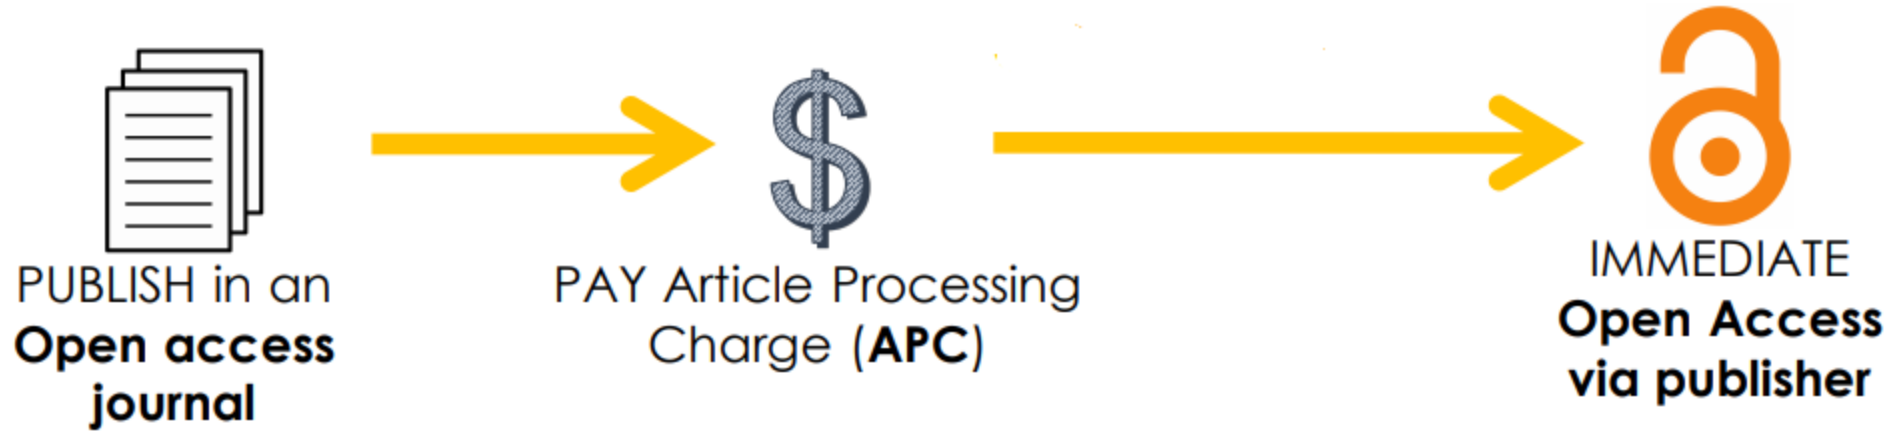 PUBLISH in an
Open access
journal
PAY Article Processing
Charge (APC)
IMMEDIATE
Open Access
via publisher